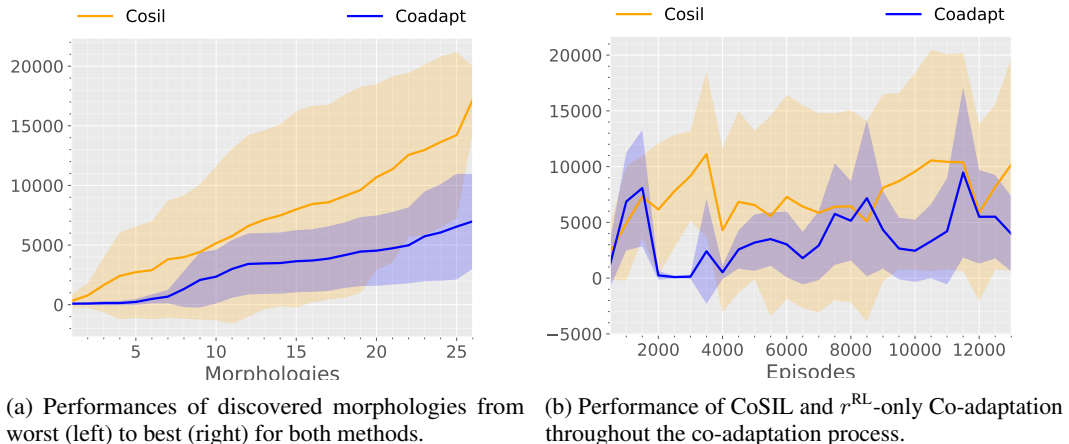 Cosil
Coadapt
20000
15000
10000
5000
0
5
10
15
20
25
Morphologies
(a) Performances of discovered morphologies from
worst (left) to best (right) for both methods.
Cosil
Coadapt
20000
15000
10000
5000
0
−5000
2000
4000
6000
8000
10000
12000
Episodes
(b) Performance of CoSIL and r^RL-only Co-adaptation
throughout the co-adaptation process.